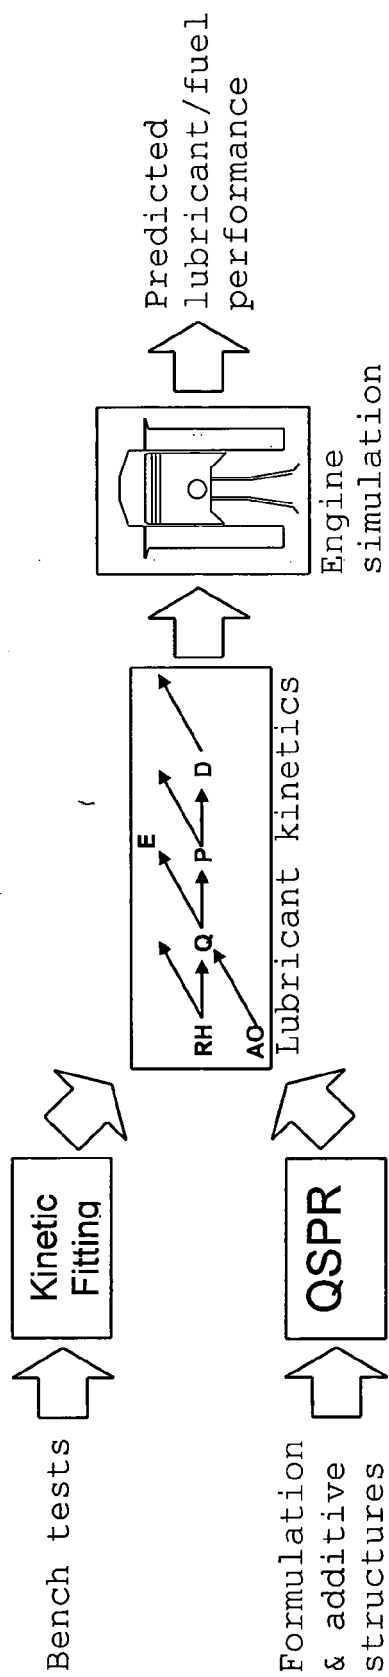 Bench tests
Formulation
& additive
structures
Kinetic
Fitting
QSPR
E
RH
Q
P
D
AO
Lubricant kinetics
Engine
simulation
Predicted
lubricant/fuel
performance